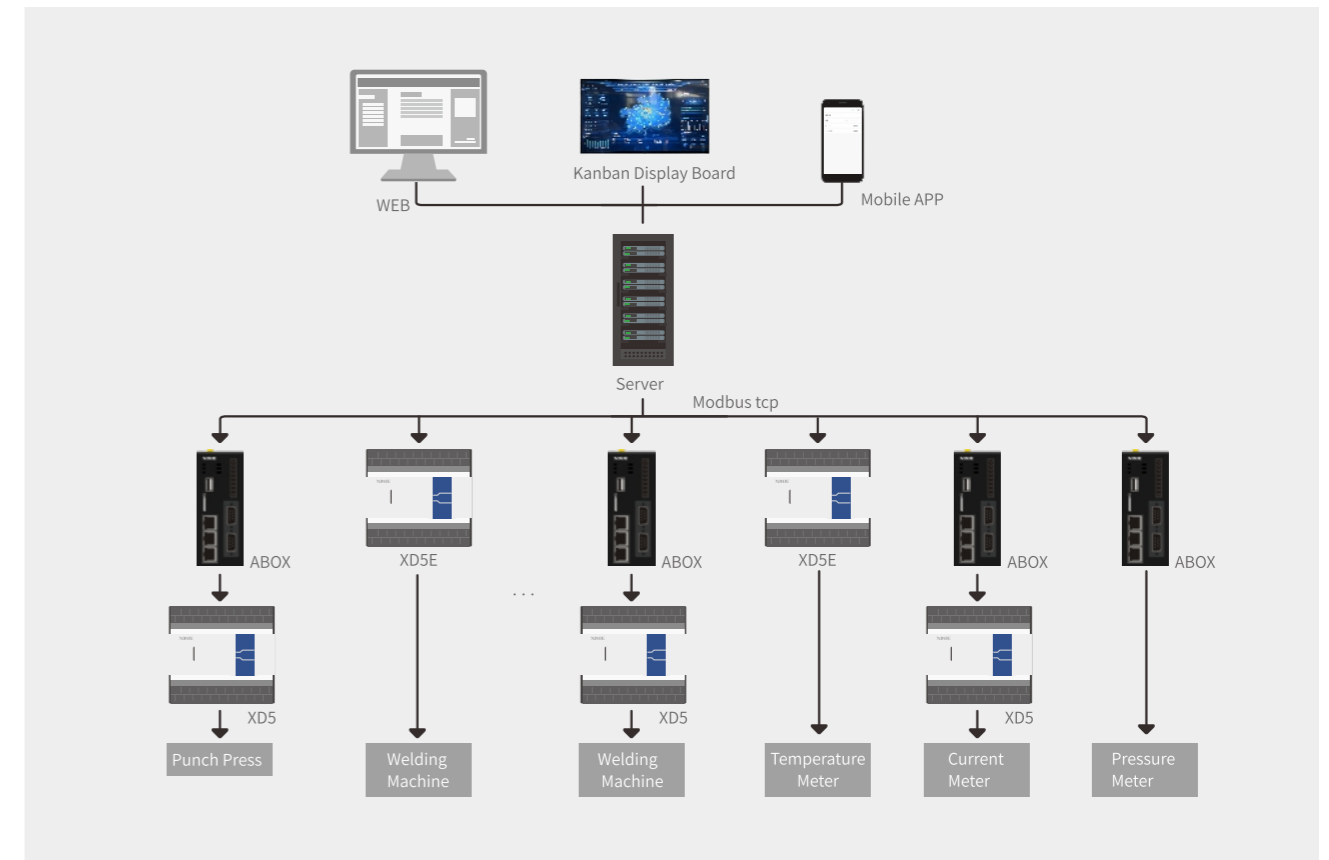 Kanban Display Board
WEB
Mobile APP
Server
Modbus tcp
ABOX
XD5E
ABOX
XD5E
ABOX
ABOX
. . .
XD5
XD5
XD5
Punch Press
Welding
Machine
Welding
Machine
Temperature
Meter
Current
Meter
Pressure
Meter